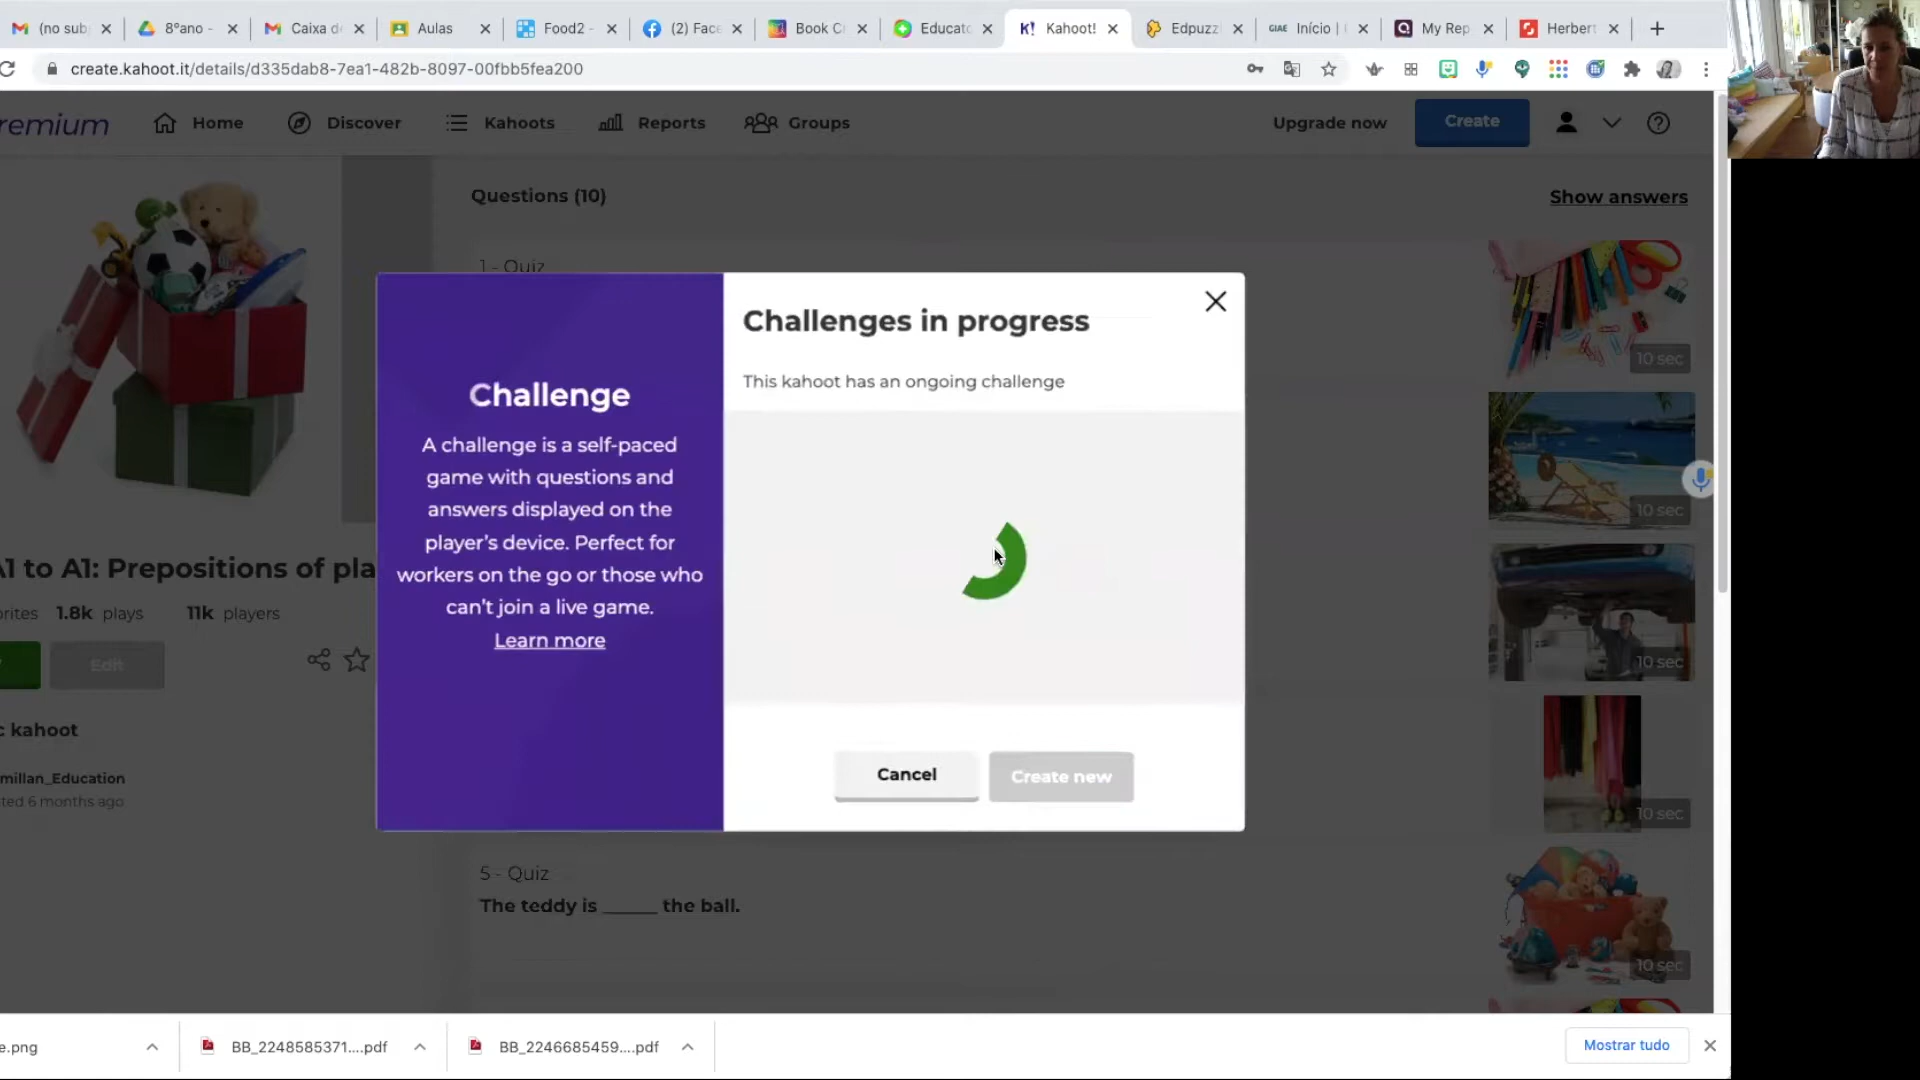 (no sub
8ºano -
Caixa d
Aulas
Food2 -
(2) Face
Book C
Educato
K! Kahoot!
Edpuzz
GIAE Início |
My Rep
Herbert
create.kahoot.it/details/d335dab8-7ea1-482b-8097-00fbb5fea200
remium
Home
Discover
Kahoots
Reports
Groups
Upgrade now
Create
Questions (10)
Show answers
1 - Quiz
10 sec
10 sec
10 sec
10 sec
10 sec
Challenge
A challenge is a self-paced
game with questions and
answers displayed on the
player's device. Perfect for
workers on the go or those who
can't join a live game.
Learn more
Challenges in progress
This kahoot has an ongoing challenge
Cancel
Create new
A1 to A1: Prepositions of pla
orites 1.8k plays 11k players
Edit
c kahoot
millan_Education
ted 6 months ago
5 - Quiz
The teddy is ______ the ball.
e.png
BB_2248585371....pdf
BB_2246685459....pdf
Mostrar tudo